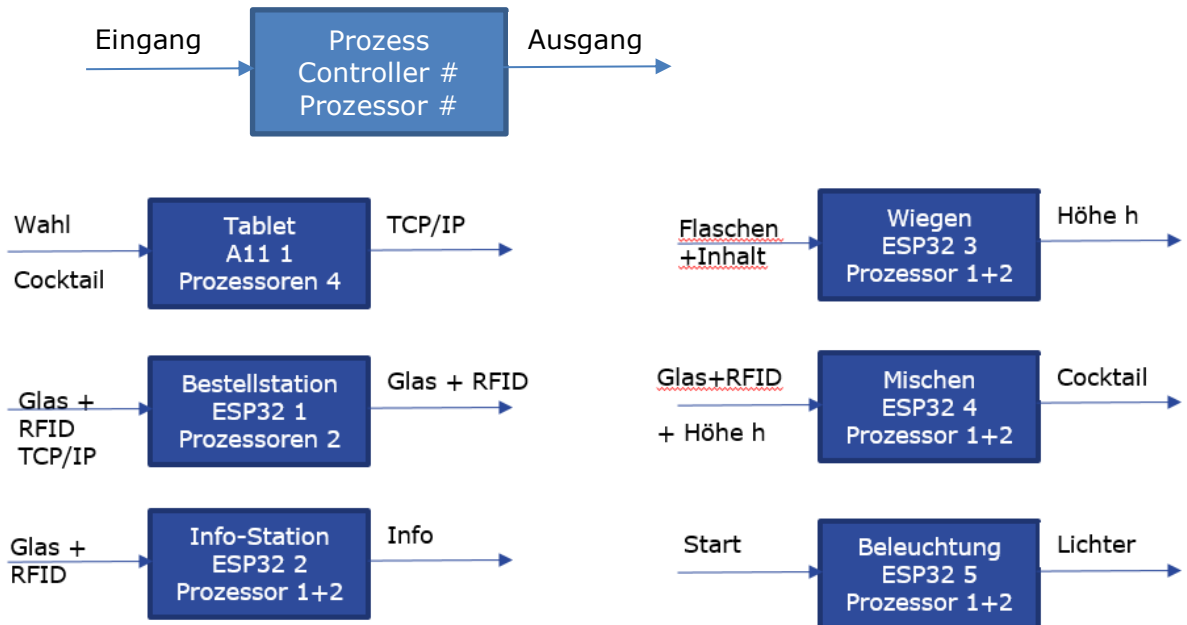 Eingang
Prozess
Controller #
Prozessor #
Ausgang
Wahl
Cocktail
Tablet
A11 1
Prozessoren 4
TCP/IP
Glas +
RFID
TCP/IP
Bestellstation
ESP32 1
Prozessoren 2
Glas + RFID
Glas +
RFID
Info-Station
ESP32 2
Prozessor 1+2
Info
Flaschen
+Inhalt
Wiegen
ESP32 3
Prozessor 1+2
Höhe h
Glas+RFID
+ Höhe h
Mischen
ESP32 4
Prozessor 1+2
Cocktail
Start
Beleuchtung
ESP32 5
Prozessor 1+2
Lichter